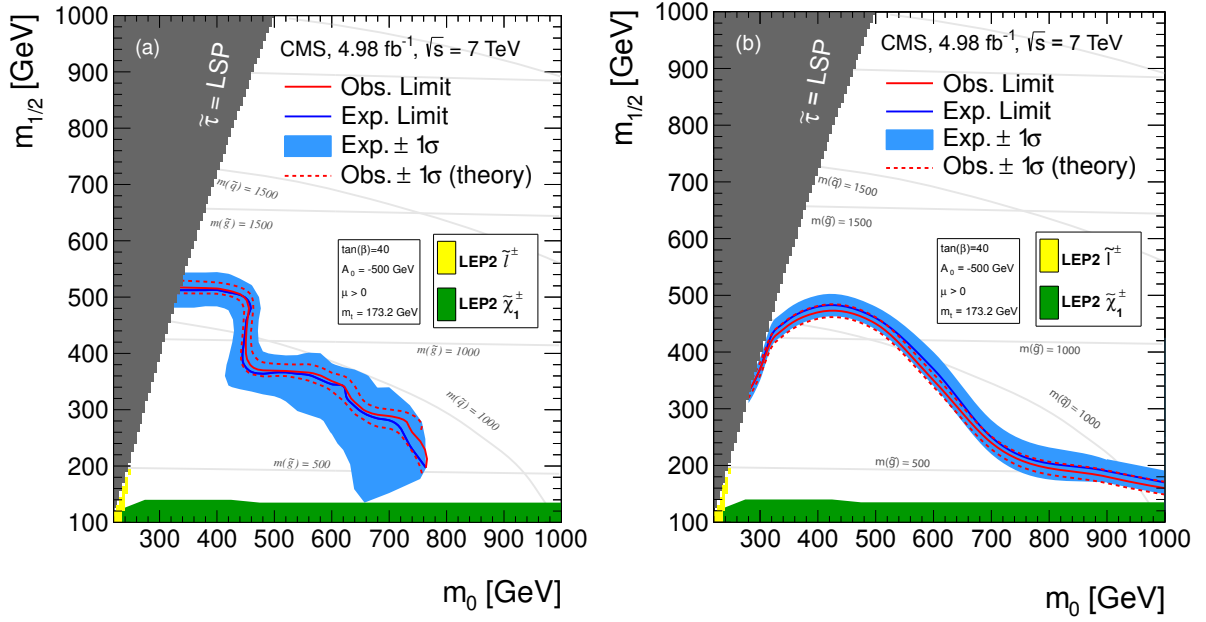 (a)
CMS, 4.98 fb⁻¹, √s = 7 TeV
τ̃ = LSP
Obs. Limit
Exp. Limit
Exp. ± 1σ
Obs. ± 1σ (theory)
m(q̃) = 1500
m(g̃) = 1500
tan(β)=40
A₀ = -500 GeV
μ > 0
mₜ = 173.2 GeV
LEP2 l̃±
LEP2 χ̃₁±
m(g̃) = 1000
m(q̃) = 1000
m(g̃) = 500
m₁/₂ [GeV]
1000
900
800
700
600
500
400
300
200
100
300 400 500 600 700 800 900 1000
m₀ [GeV]
(b)
CMS, 4.98 fb⁻¹, √s = 7 TeV
τ̃ = LSP
Obs. Limit
Exp. Limit
Exp. ± 1σ
Obs. ± 1σ (theory)
m(q̃) = 1500
m(g̃) = 1500
tan(β)=40
A₀ = -500 GeV
μ > 0
mₜ = 173.2 GeV
LEP2 l̃±
LEP2 χ̃₁±
m(g̃) = 1000
m(q̃) = 1000
m(g̃) = 500
m₁/₂ [GeV]
1000
900
800
700
600
500
400
300
200
100
300 400 500 600 700 800 900 1000
m₀ [GeV]